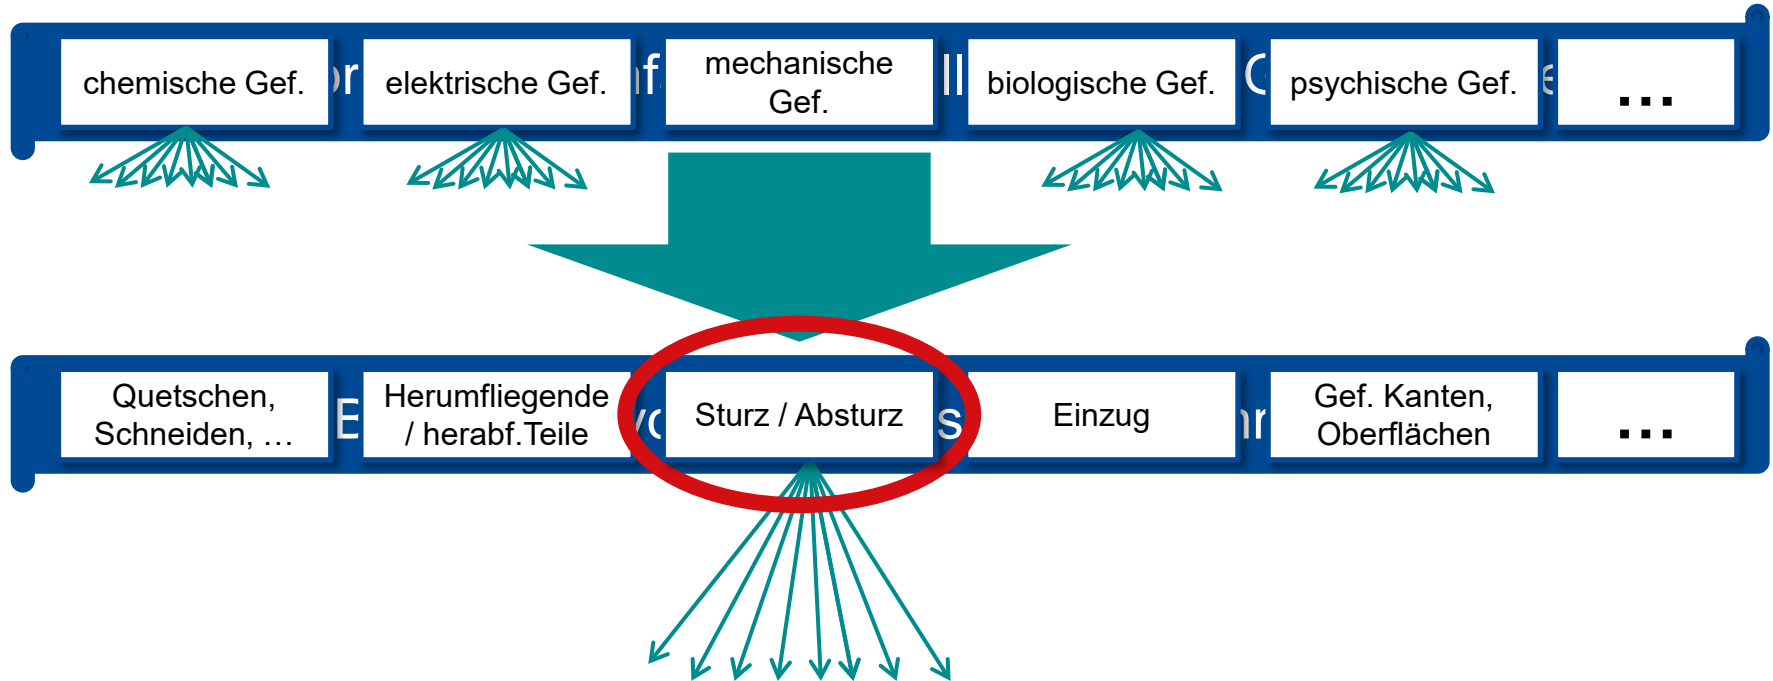 chemische Gef.
elektrische Gef.
mechanische
Gef.
biologische Gef.
psychische Gef.
...
Quetschen,
Schneiden, …
Herumfliegende
/ herabf.Teile
Sturz / Absturz
Einzug
Gef. Kanten,
Oberflächen
...